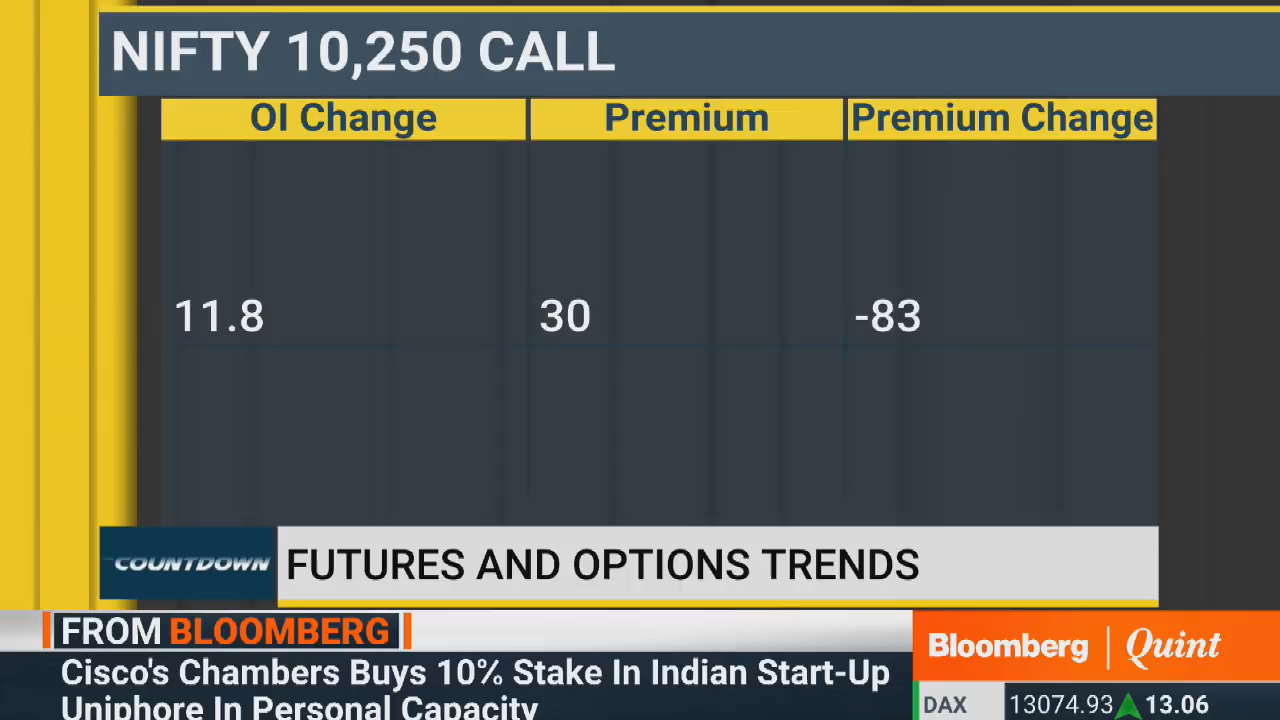 NIFTY 10,250 CALL
OI Change Premium Premium Change
11.8 30 -83
COUNTDOWN FUTURES AND OPTIONS TRENDS
FROM BLOOMBERG
Cisco's Chambers Buys 10% Stake In Indian Start-Up
Uniphore In Personal Capacity
Bloomberg | Quint
DAX 13074.93 ▲ 13.06